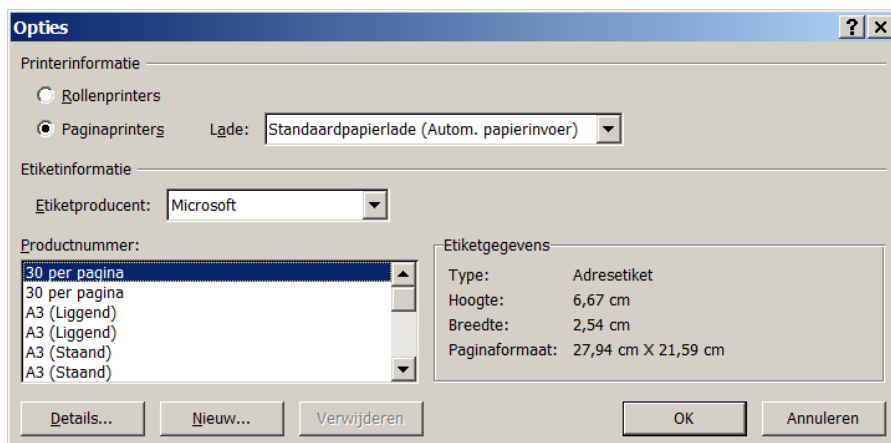 Opties
Printerinformatie
Rollenprinters
Paginaprinters Lade: Standaardpapierlade (Autom. papierinvoer)
Etiketinformatie
Etiketproducent: Microsoft
Productnummer:
30 per pagina
30 per pagina
A3 (Liggend)
A3 (Liggend)
A3 (Staand)
A3 (Staand)
Etiketgegevens
Type: Adresetiket
Hoogte: 6,67 cm
Breedte: 2,54 cm
Paginaformaat: 27,94 cm X 21,59 cm
Details... Nieuw... Verwijderen OK Annuleren